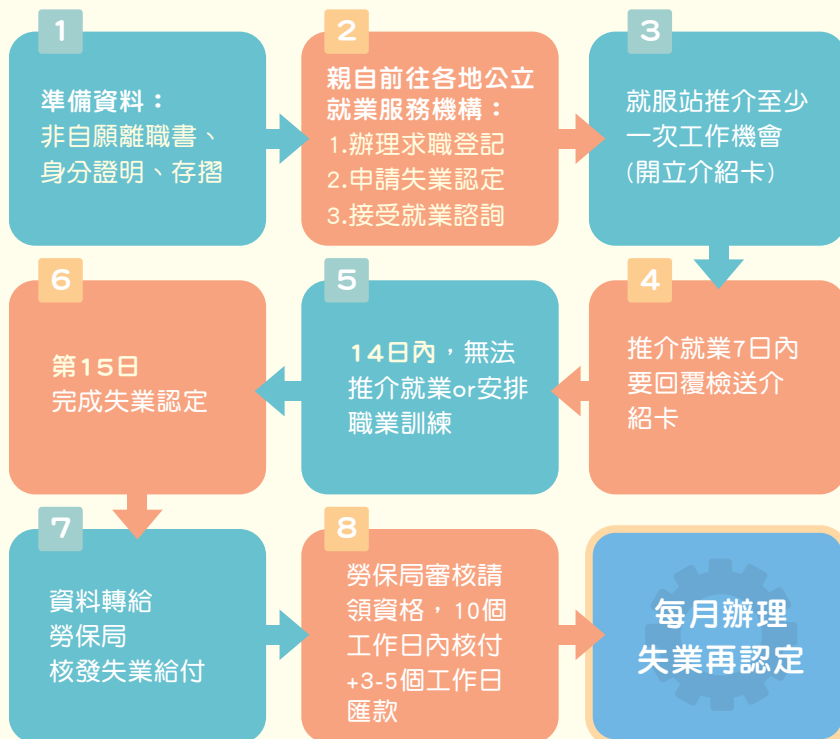 1
準備資料：
非自願離職書、
身分證明、存摺
2
親自前往各地公立
就業服務機構：
1.辦理求職登記
2.申請失業認定
3.接受就業諮詢
3
就服站推介至少
一次工作機會
(開立介紹卡)
4
推介就業7日內
要回覆檢送介
紹卡
5
14日內，無法
推介就業or安排
職業訓練
6
第15日
完成失業認定
7
資料轉給
勞保局
核發失業給付
8
勞保局審核請
領資格，10個
工作日內核付
+3-5個工作日
匯款
每月辦理
失業再認定